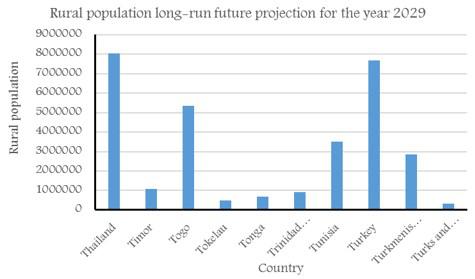 Rural population long-run future projection for the year 2029
9000000
8000000
7000000
6000000
5000000
4000000
3000000
2000000
1000000
0
Rural population
Thailand
Timor
Togo
Tokelau
Tonga
Trinidad...
Tunisia
Turkey
Turkmenis...
Turks and...
Country